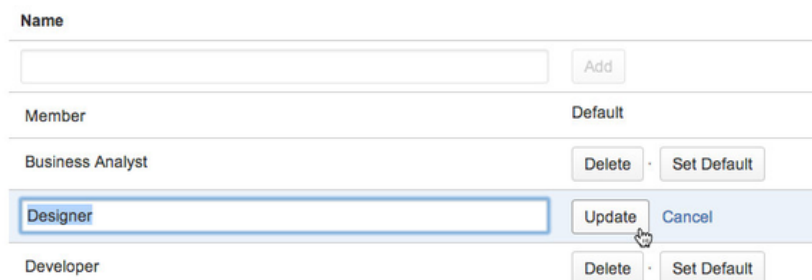 Name
Add
Member Default
Business Analyst Delete · Set Default
Designer Update Cancel
Developer Delete · Set Default